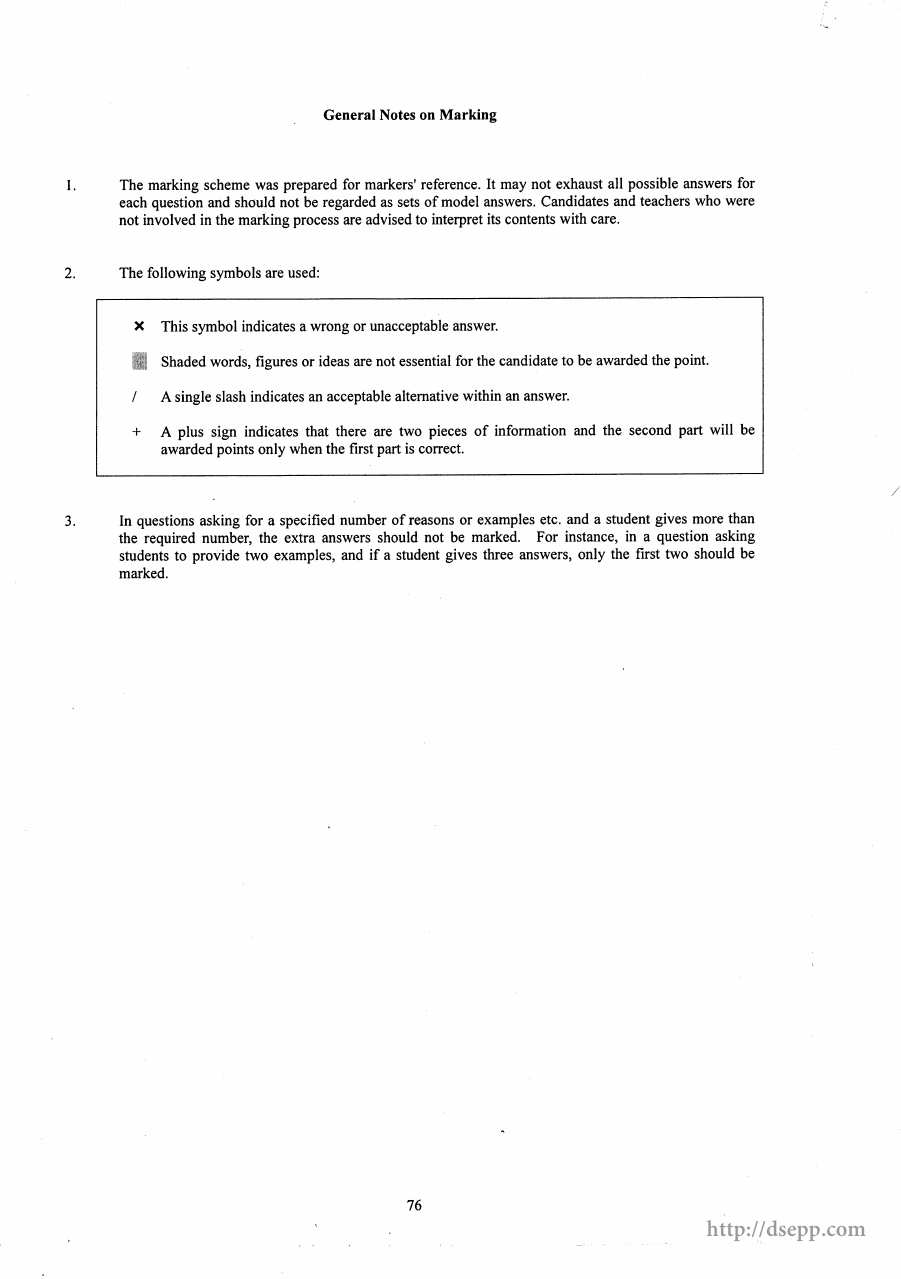 General Notes on Marking
1. The marking scheme was prepared for markers' reference. It may not exhaust all possible answers for
each question and should not be regarded as sets of model answers. Candidates and teachers who were
not involved in the marking process are advised to interpret its contents with care.
2. The following symbols are used:
✗ This symbol indicates a wrong or unacceptable answer.
Shaded words, figures or ideas are not essential for the candidate to be awarded the point.
/ A single slash indicates an acceptable alternative within an answer.
+ A plus sign indicates that there are two pieces of information and the second part will be
awarded points only when the first part is correct.
3. In questions asking for a specified number of reasons or examples etc. and a student gives more than
the required number, the extra answers should not be marked. For instance, in a question asking
students to provide two examples, and if a student gives three answers, only the first two should be
marked.
76
http://dsepp.com